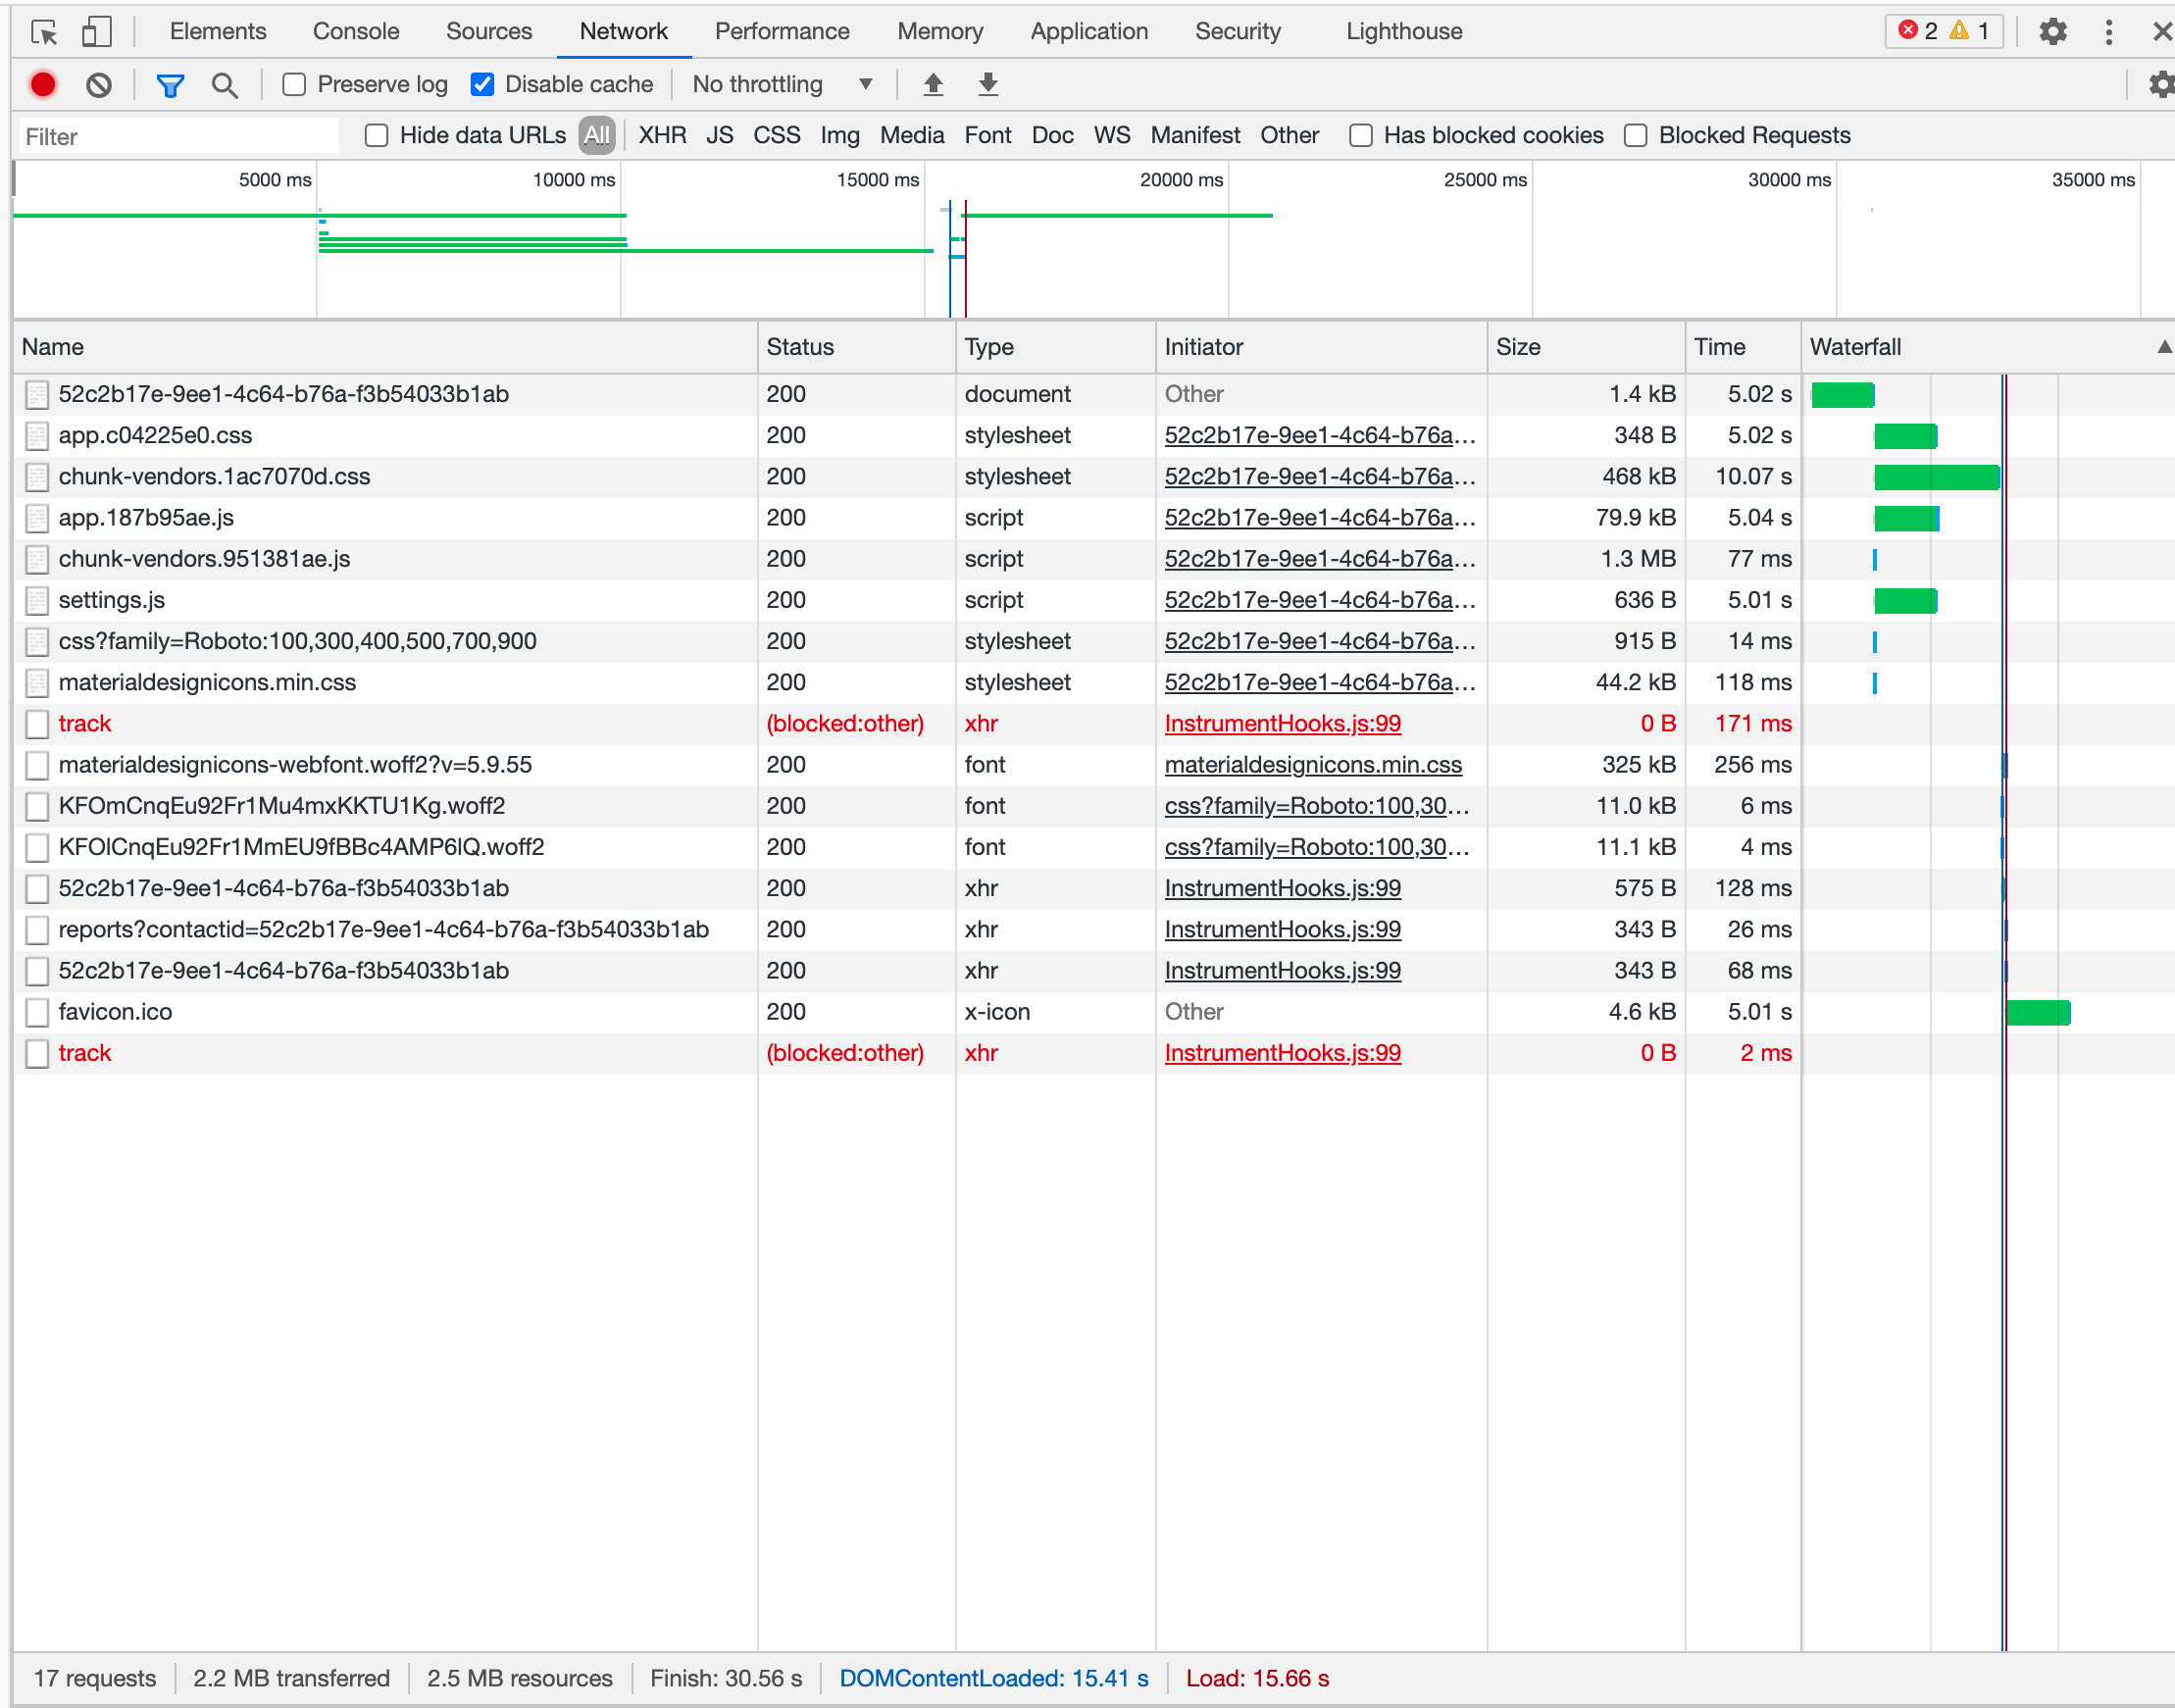 Elements Console Sources Network Performance Memory Application Security Lighthouse 2 1
Preserve log Disable cache No throttling
Filter Hide data URLs All XHR JS CSS Img Media Font Doc WS Manifest Other Has blocked cookies Blocked Requests
5000 ms 10000 ms 15000 ms 20000 ms 25000 ms 30000 ms 35000 ms
Name Status Type Initiator Size Time Waterfall
52c2b17e-9ee1-4c64-b76a-f3b54033b1ab 200 document Other 1.4 kB 5.02 s
app.c04225e0.css 200 stylesheet 52c2b17e-9ee1-4c64-b76a… 348 B 5.02 s
chunk-vendors.1ac7070d.css 200 stylesheet 52c2b17e-9ee1-4c64-b76a… 468 kB 10.07 s
app.187b95ae.js 200 script 52c2b17e-9ee1-4c64-b76a… 79.9 kB 5.04 s
chunk-vendors.951381ae.js 200 script 52c2b17e-9ee1-4c64-b76a… 1.3 MB 77 ms
settings.js 200 script 52c2b17e-9ee1-4c64-b76a… 636 B 5.01 s
css?family=Roboto:100,300,400,500,700,900 200 stylesheet 52c2b17e-9ee1-4c64-b76a… 915 B 14 ms
materialdesignicons.min.css 200 stylesheet 52c2b17e-9ee1-4c64-b76a… 44.2 kB 118 ms
track (blocked:other) xhr InstrumentHooks.js:99 0 B 171 ms
materialdesignicons-webfont.woff2?v=5.9.55 200 font materialdesignicons.min.css 325 kB 256 ms
KFOmCnqEu92Fr1Mu4mxKKTU1Kg.woff2 200 font css?family=Roboto:100,30… 11.0 kB 6 ms
KFOlCnqEu92Fr1MmEU9fBBc4AMP6lQ.woff2 200 font css?family=Roboto:100,30… 11.1 kB 4 ms
52c2b17e-9ee1-4c64-b76a-f3b54033b1ab 200 xhr InstrumentHooks.js:99 575 B 128 ms
reports?contactid=52c2b17e-9ee1-4c64-b76a-f3b54033b1ab 200 xhr InstrumentHooks.js:99 343 B 26 ms
52c2b17e-9ee1-4c64-b76a-f3b54033b1ab 200 xhr InstrumentHooks.js:99 343 B 68 ms
favicon.ico 200 x-icon Other 4.6 kB 5.01 s
track (blocked:other) xhr InstrumentHooks.js:99 0 B 2 ms
17 requests 2.2 MB transferred 2.5 MB resources Finish: 30.56 s DOMContentLoaded: 15.41 s Load: 15.66 s